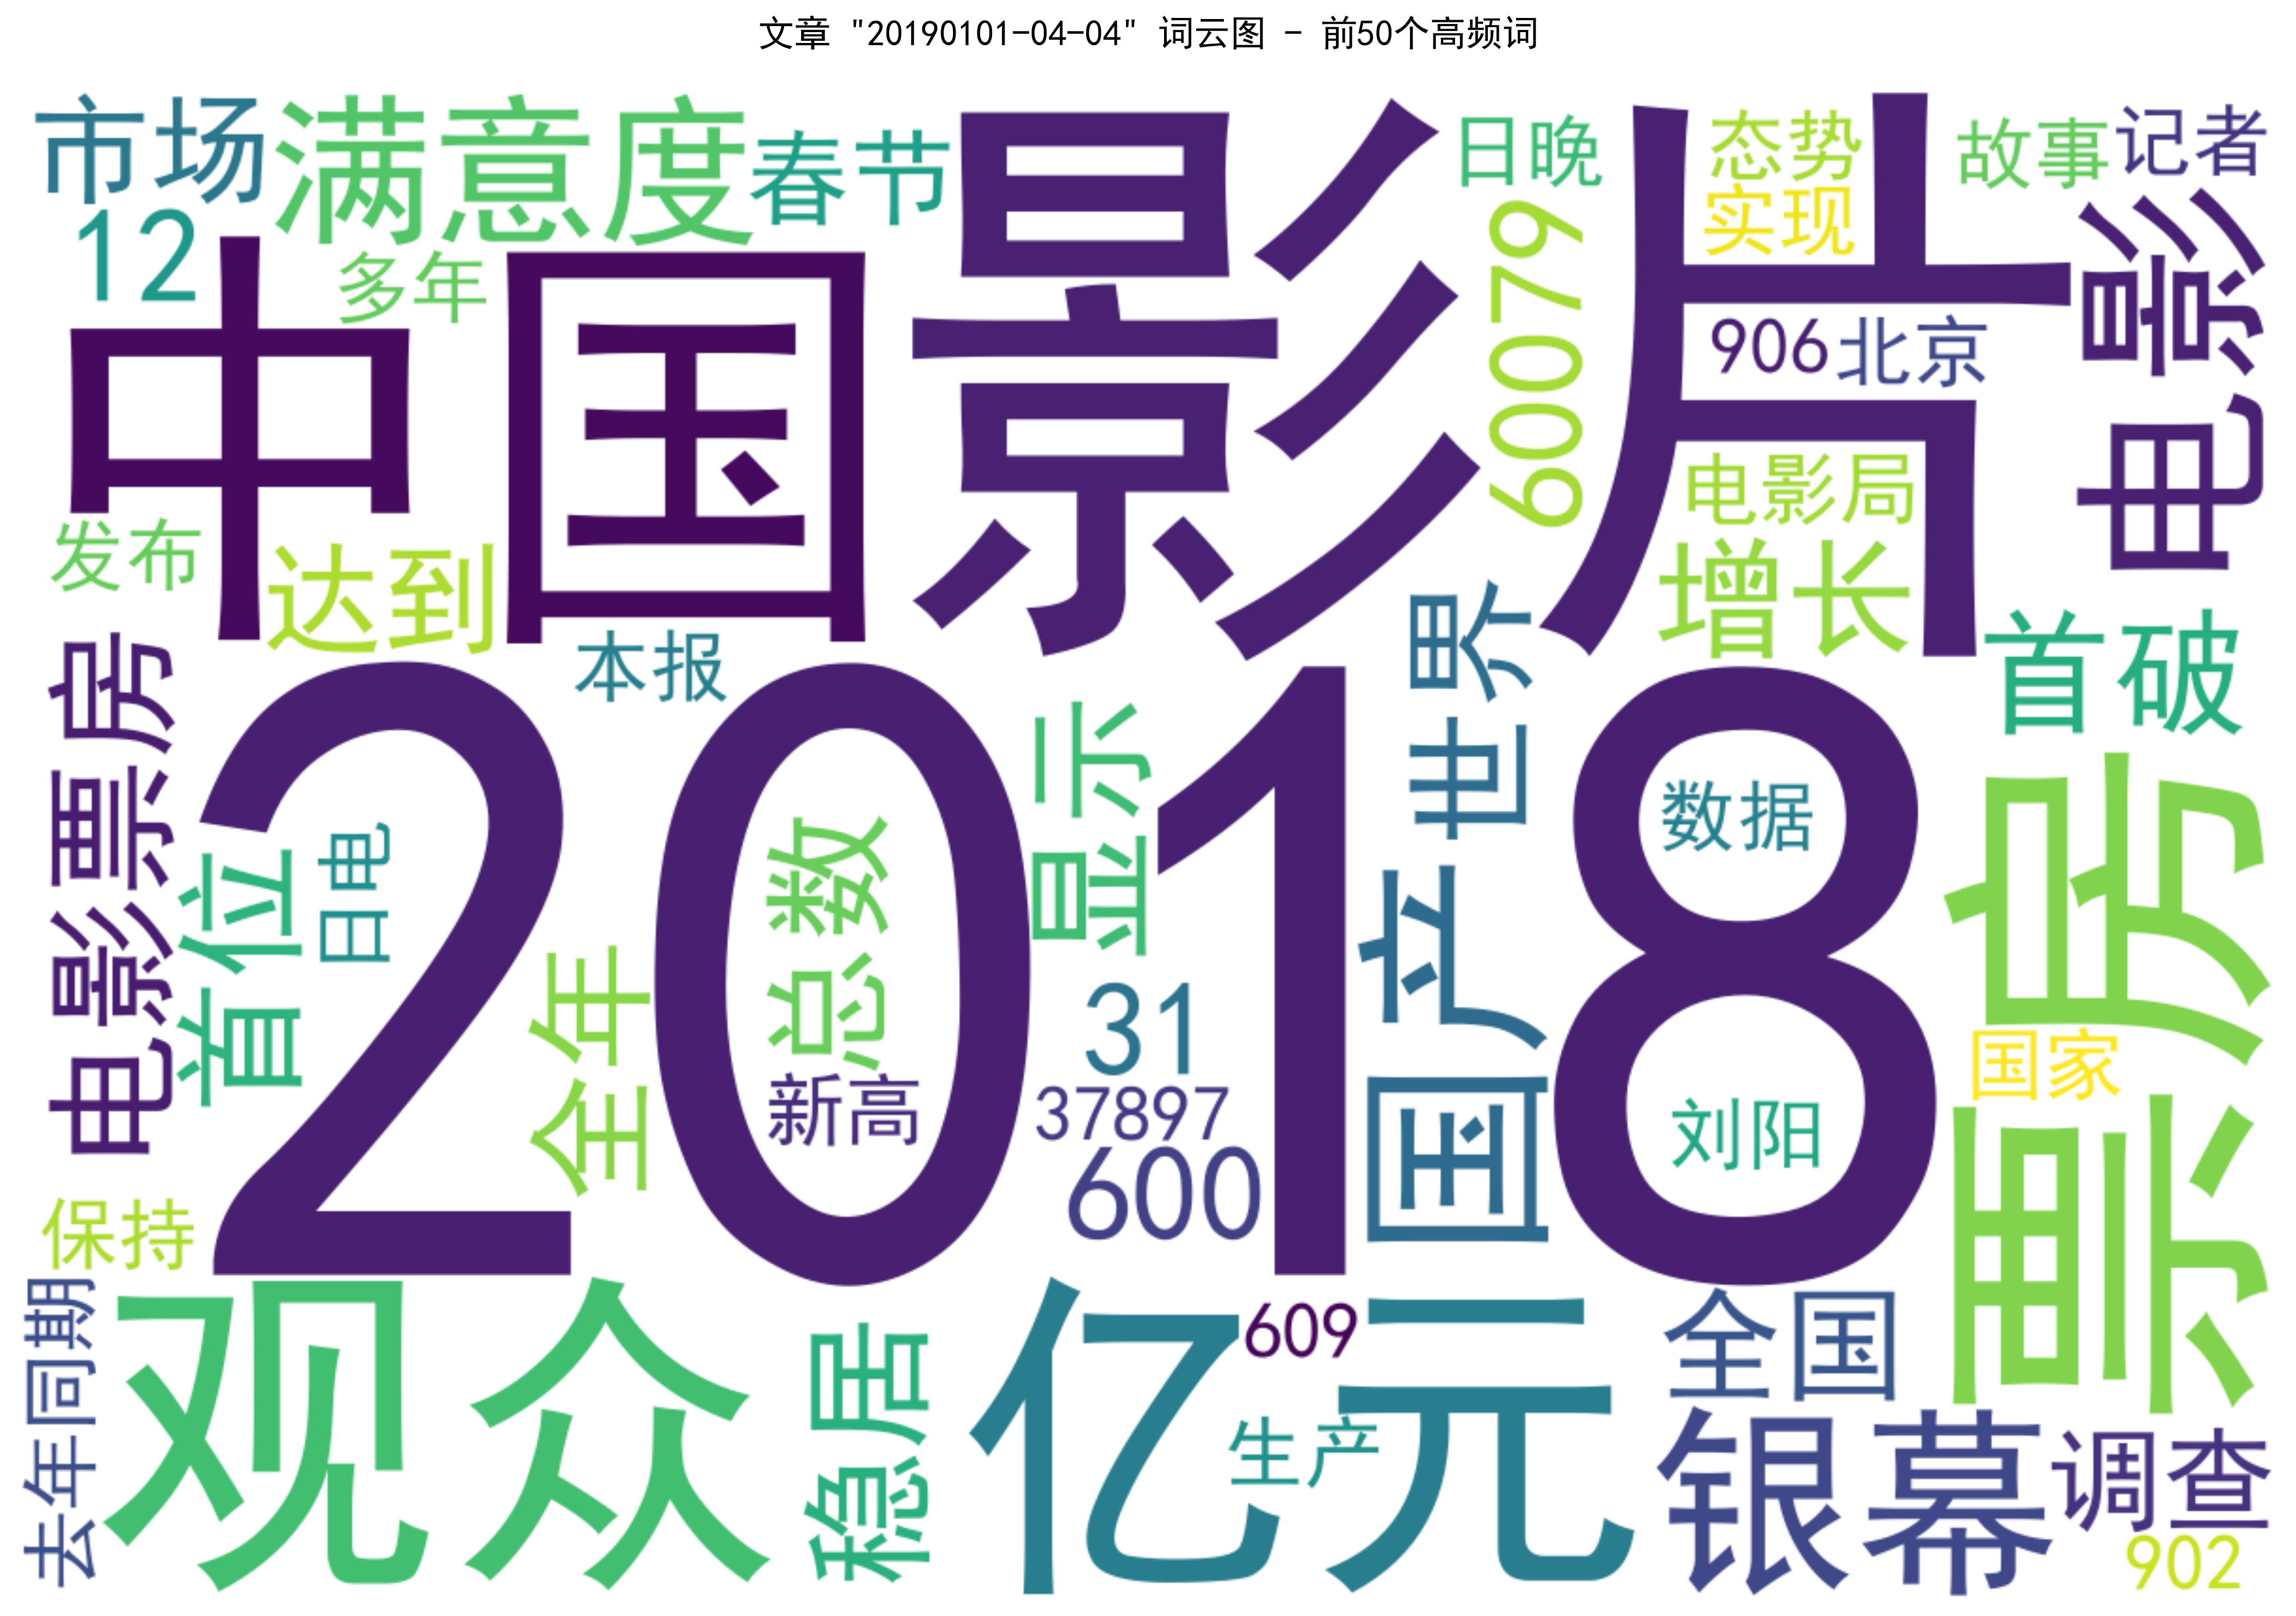 文章 "20190101-04-04" 词云图 - 前50个高频词
市场
满意度
春节
影片
日晚
态势
故事
记者
实现
12
多年
中国
60079
906
北京
电影
电影局
增长
发布
达到
本报
世界
首破
电影票房
2018
显示
数据
票房
首位
日电
总数
全年
国产
31
新高
37897
600
国家
刘阳
保持
去年同期
观众
稳居
亿元
609
生产
全国
银幕
调查
902